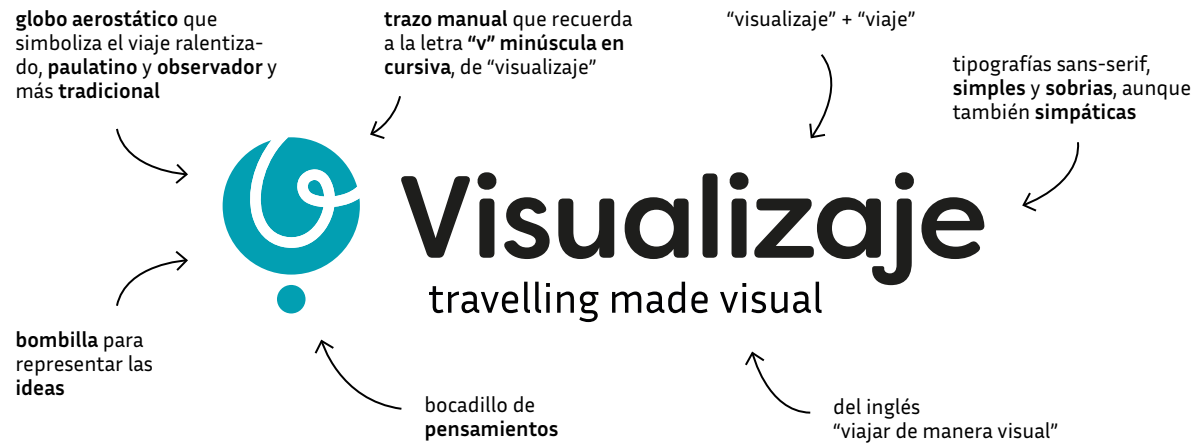 globo aerostático que
simboliza el viaje ralentiza-
do, paulatino y observador y
más tradicional
trazo manual que recuerda
a la letra “v” minúscula en
cursiva, de “visualizaje”
“visualizaje” + “viaje”
tipografías sans-serif,
simples y sobrias, aunque
también simpáticas
Visualizaje
travelling made visual
bombilla para
representar las
ideas
bocadillo de
pensamientos
del inglés
“viajar de manera visual”